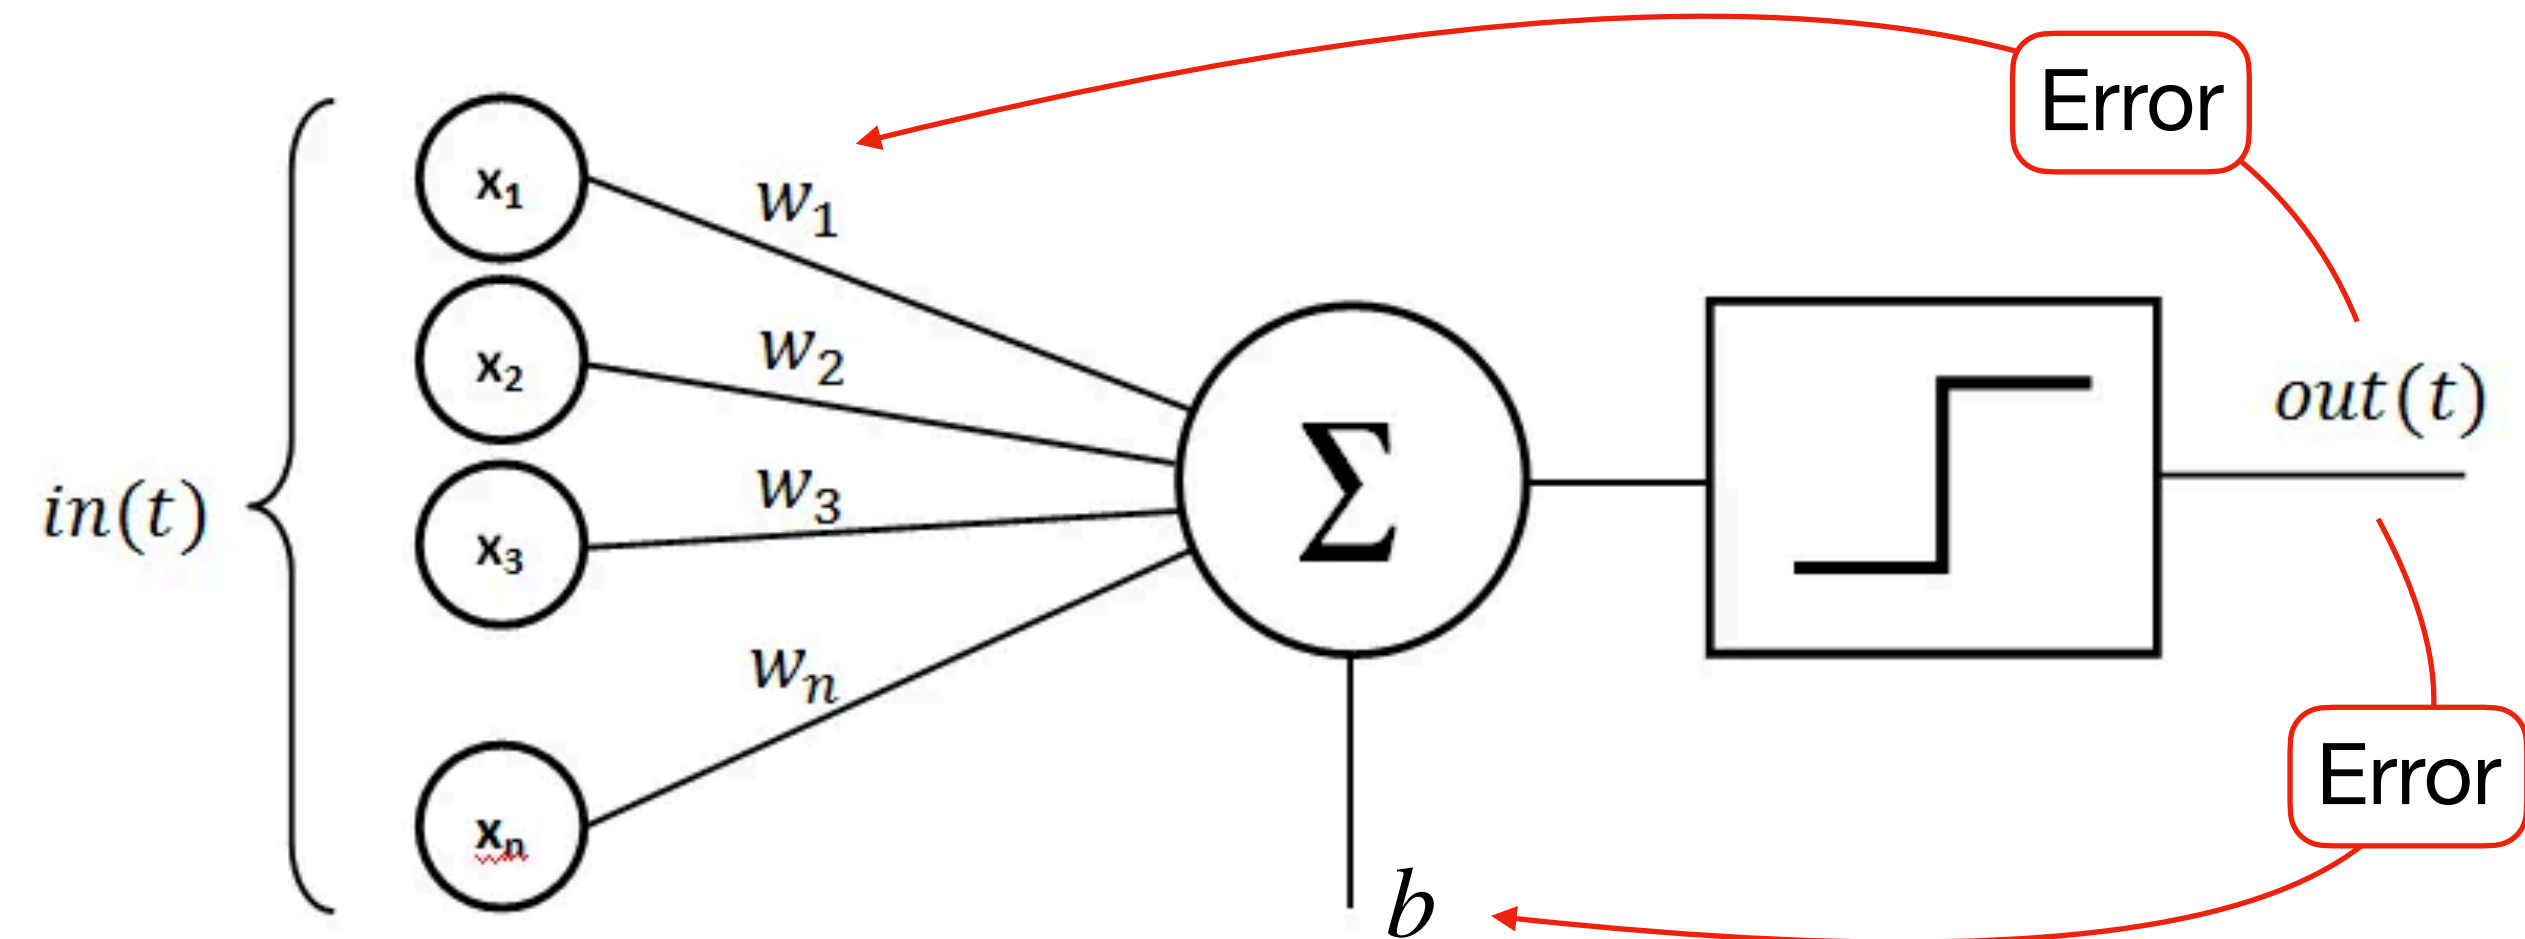 Error
x₁
w₁
x₂
w₂
out(t)
in(t)
w₃
x₃
Σ
wₙ
Error
xₙ
b